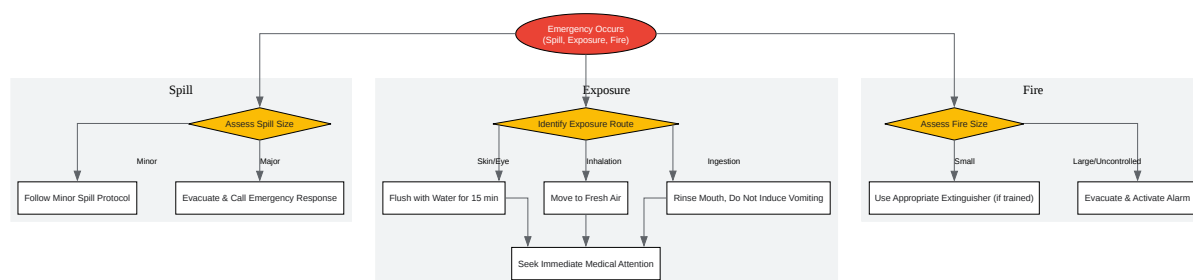 Emergency Occurs
(Spill, Exposure, Fire)
Spill
Exposure
Fire
Assess Spill Size
Identify Exposure Route
Assess Fire Size
Minor
Major
Skin/Eye
Inhalation
Ingestion
Small
Large/Uncontrolled
Follow Minor Spill Protocol
Evacuate & Call Emergency Response
Flush with Water for 15 min
Move to Fresh Air
Rinse Mouth, Do Not Induce Vomiting
Use Appropriate Extinguisher (if trained)
Evacuate & Activate Alarm
Seek Immediate Medical Attention